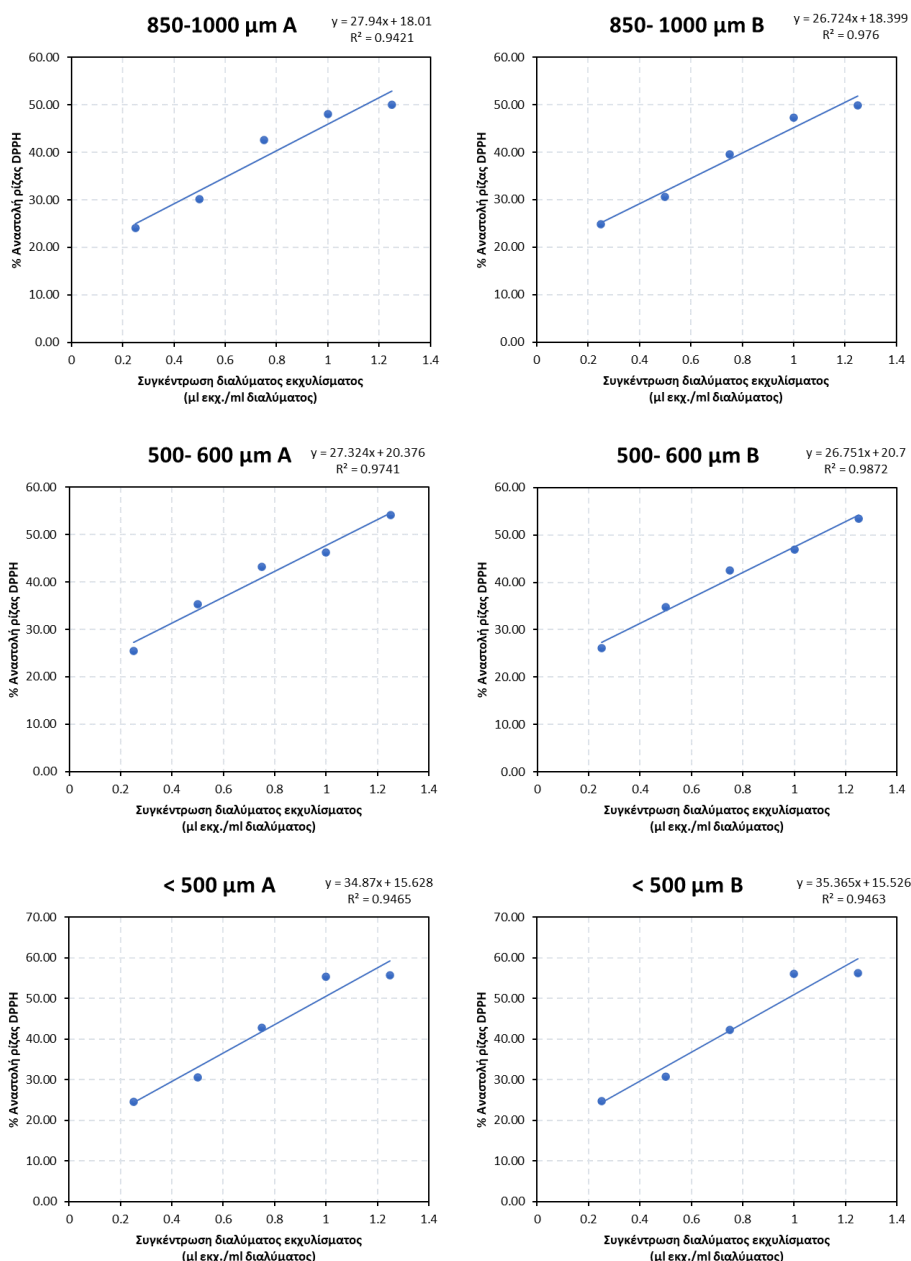 850-1000 μm A
y = 27.94x + 18.01
R² = 0.9421
60.00
50.00
40.00
30.00
20.00
10.00
0.00
% Αναστολή ρίζας DPPH
0 0.2 0.4 0.6 0.8 1 1.2 1.4
Συγκέντρωση διαλύματος εκχυλίσματος
(μl εκχ./ml διαλύματος)
850- 1000 μm B
y = 26.724x + 18.399
R² = 0.976
60.00
50.00
40.00
30.00
20.00
10.00
0.00
% Αναστολή ρίζας DPPH
0 0.2 0.4 0.6 0.8 1 1.2 1.4
Συγκέντρωση διαλύματος εκχυλίσματος
(μl εκχ./ml διαλύματος)
500- 600 μm A
y = 27.324x + 20.376
R² = 0.9741
60.00
50.00
40.00
30.00
20.00
10.00
0.00
% Αναστολή ρίζας DPPH
0 0.2 0.4 0.6 0.8 1 1.2 1.4
Συγκέντρωση διαλύματος εκχυλίσματος
(μl εκχ./ml διαλύματος)
500- 600 μm B
y = 26.751x + 20.7
R² = 0.9872
60.00
50.00
40.00
30.00
20.00
10.00
0.00
% Αναστολή ρίζας DPPH
0 0.2 0.4 0.6 0.8 1 1.2 1.4
Συγκέντρωση διαλύματος εκχυλίσματος
(μl εκχ./ml διαλύματος)
< 500 μm A
y = 34.87x + 15.628
R² = 0.9465
70.00
60.00
50.00
40.00
30.00
20.00
10.00
0.00
% Αναστολή ρίζας DPPH
0 0.2 0.4 0.6 0.8 1 1.2 1.4
Συγκέντρωση διαλύματος εκχυλίσματος
(μl εκχ./ml διαλύματος)
< 500 μm B
y = 35.365x + 15.526
R² = 0.9463
70.00
60.00
50.00
40.00
30.00
20.00
10.00
0.00
% Αναστολή ρίζας DPPH
0 0.2 0.4 0.6 0.8 1 1.2 1.4
Συγκέντρωση διαλύματος εκχυλίσματος
(μl εκχ./ml διαλύματος)